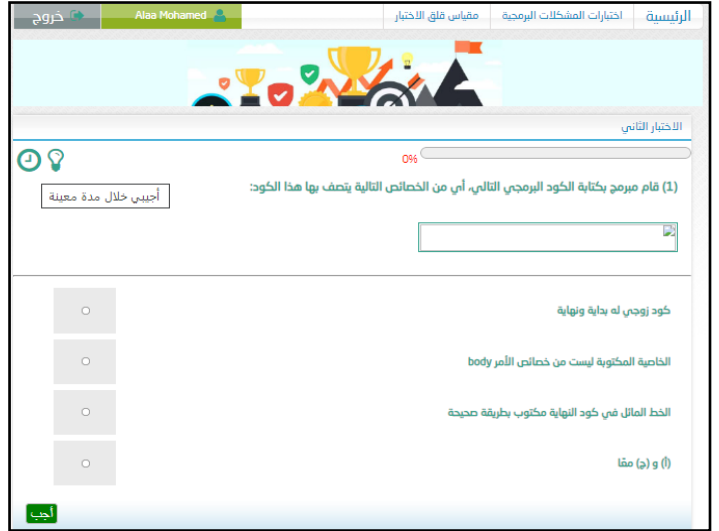 الرئيسية اختبارات المشكلات البرمجية مقياس قلق الاختبار Alaa Mohamed خروج
الاختبار الثاني
0%
(1) قام مبرمج بكتابة الكود البرمجي التالي، أي من الخصائص التالية يتصف بها هذا الكود:
أجيبي خلال مدة معينة
كود زوجي له بداية ونهاية
الخاصية المكتوبة ليست من خصائص الأمر body
الخط المائل في كود النهاية مكتوب بطريقة صحيحة
(أ) و (ج) معًا
أجب